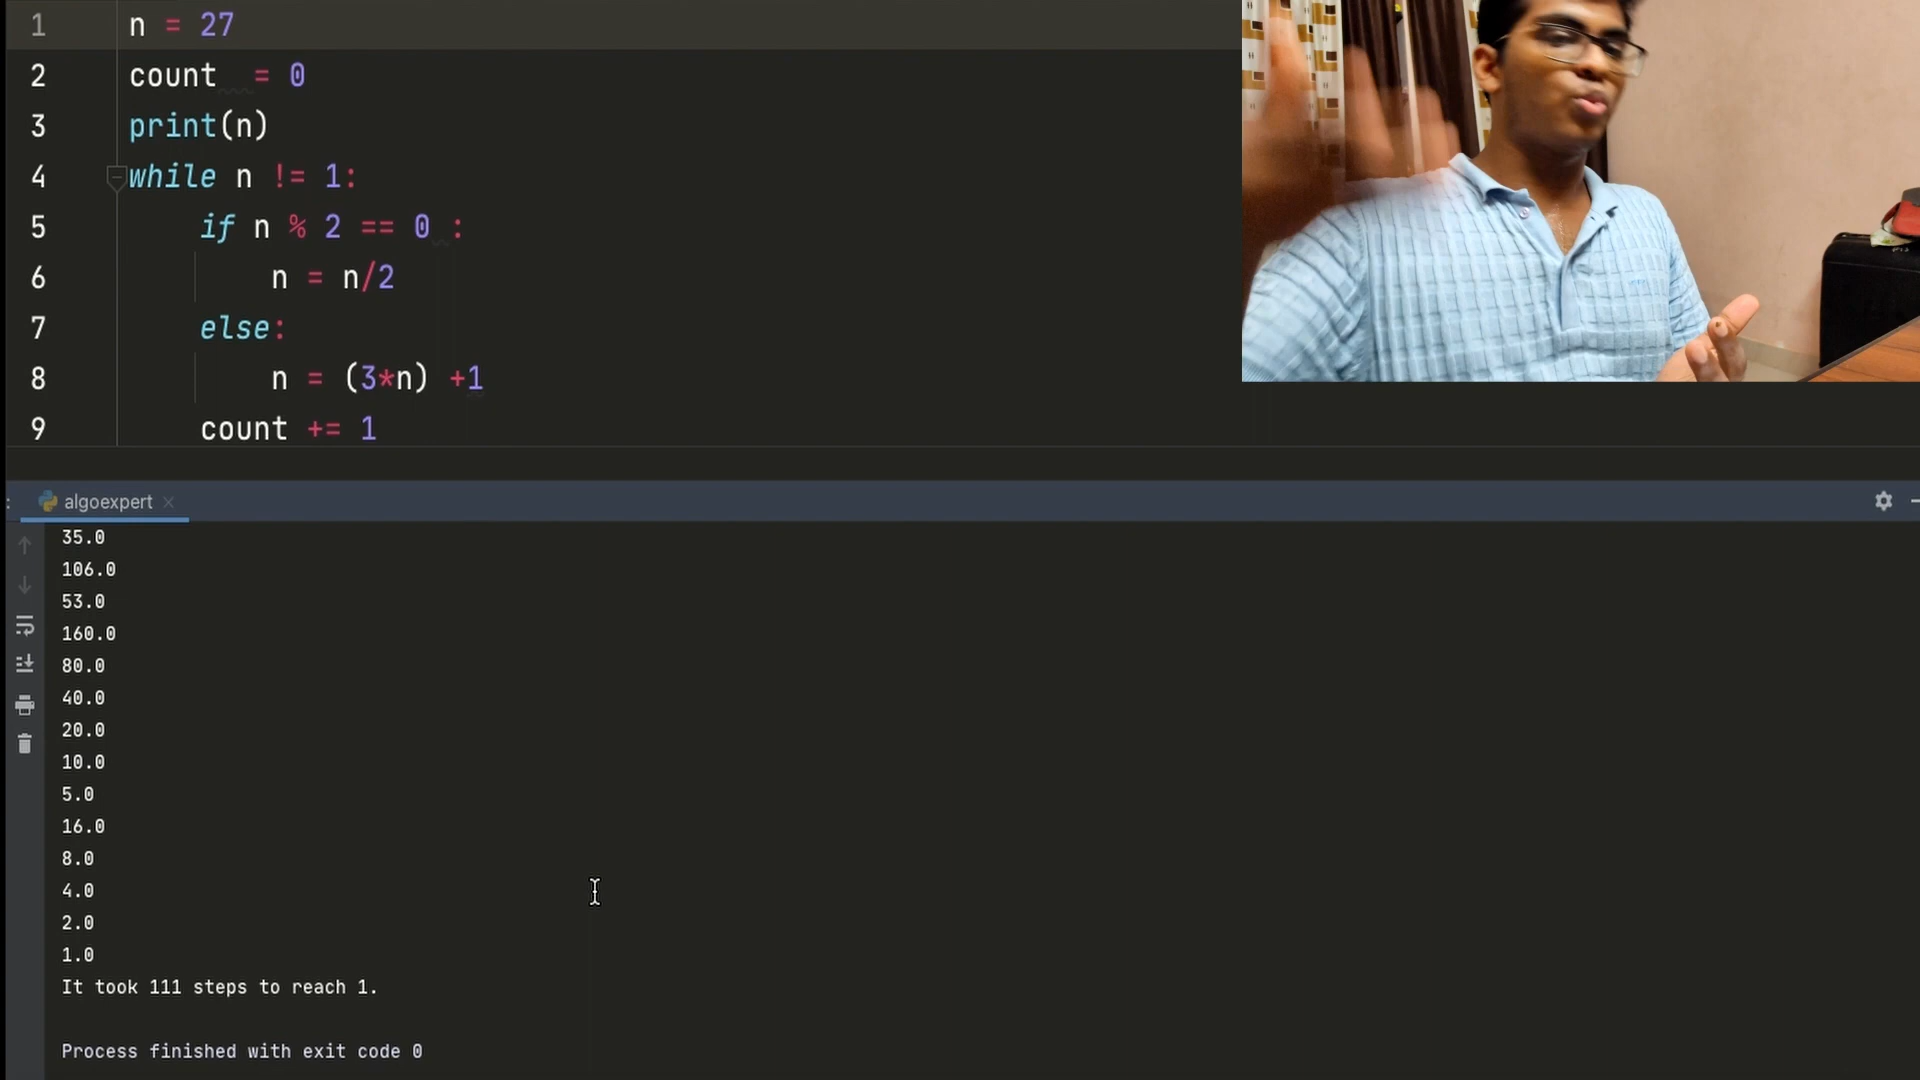 1 n = 27
2 count  = 0
3 print(n)
4 while n != 1:
5 if n % 2 == 0 :
6 n = n/2
7 else:
8 n = (3*n) +1
9 count += 1
: algoexpert
35.0
106.0
53.0
160.0
80.0
40.0
20.0
10.0
5.0
16.0
8.0
4.0
2.0
1.0
It took 111 steps to reach 1.
Process finished with exit code 0